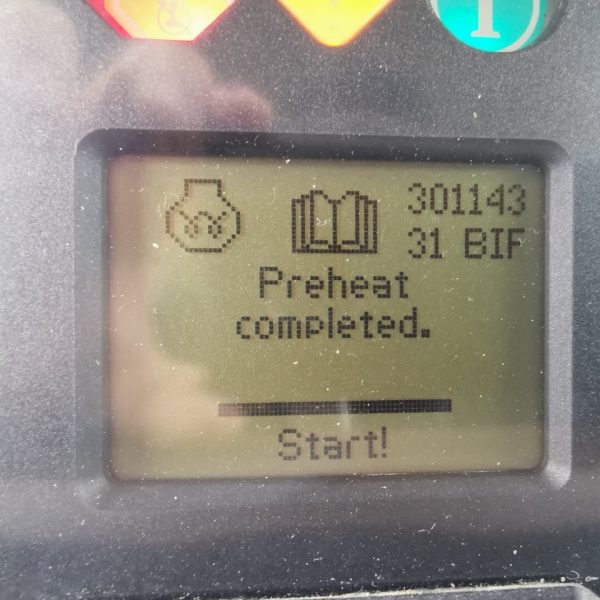 301143
31 BIF
Preheat
completed.
Start!